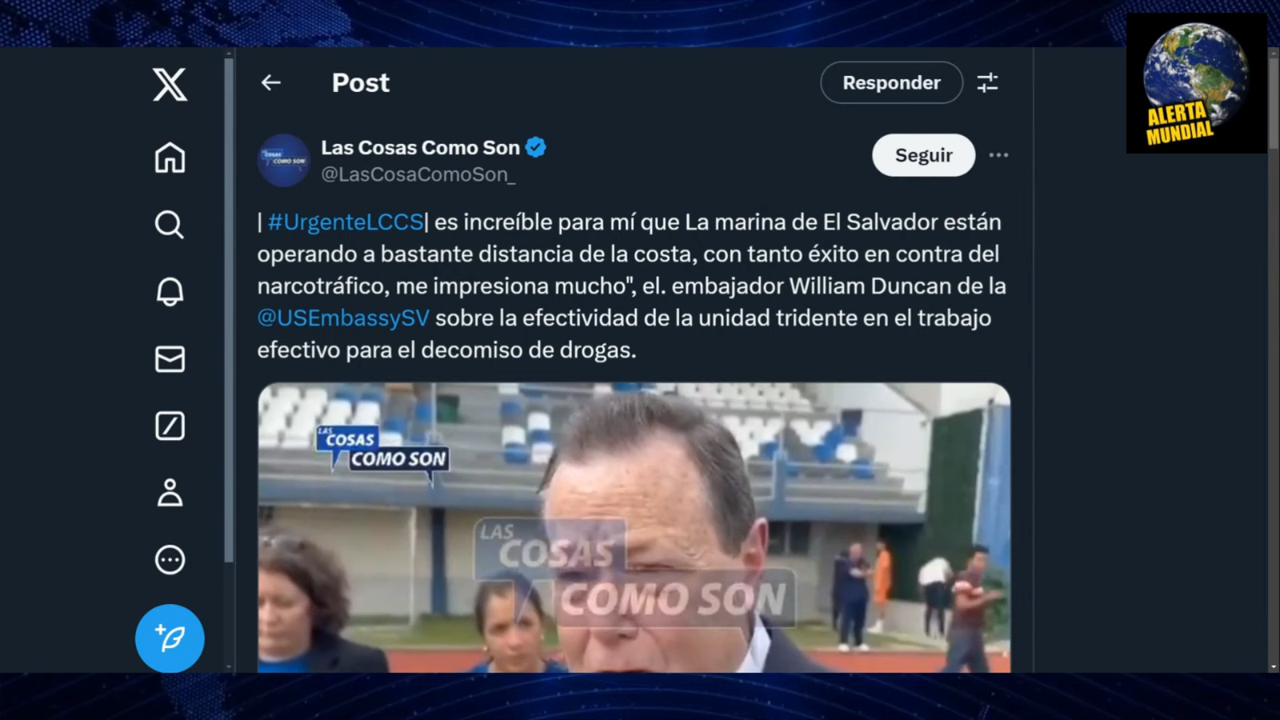 ALERTA
MUNDIAL
Post
Responder
Las Cosas Como Son
Seguir
@LasCosaComoSon_
| #UrgenteLCCS| es increíble para mí que La marina de El Salvador están
operando a bastante distancia de la costa, con tanto éxito en contra del
narcotráfico, me impresiona mucho", el. embajador William Duncan de la
@USEmbassySV sobre la efectividad de la unidad tridente en el trabajo
efectivo para el decomiso de drogas.
LAS
COSAS
COMO SON
LAS
COSAS
COMO SON